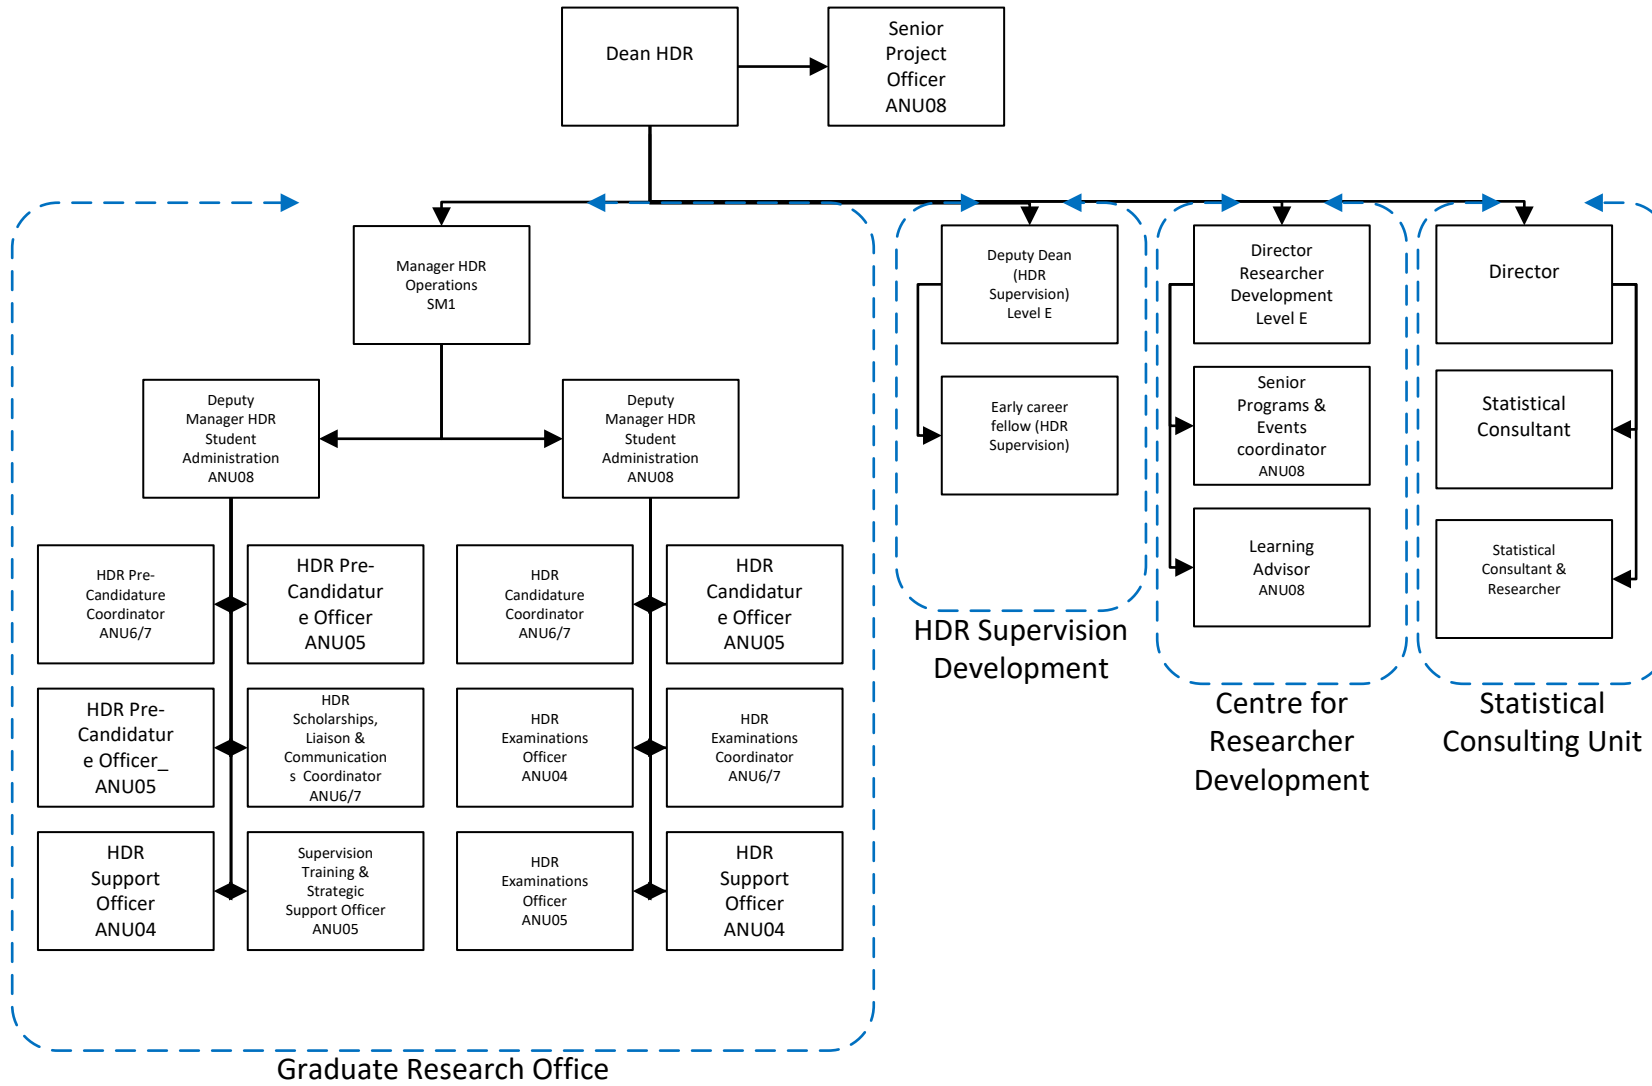 Dean HDR
Senior
Project
Officer
ANU08
Manager HDR
Operations
SM1
Deputy
Manager HDR
Student
Administration
ANU08
Deputy
Manager HDR
Student
Administration
ANU08
HDR Pre-
Candidature
Coordinator
ANU6/7
HDR Pre-
Candidatur
e Officer
ANU05
HDR
Candidature
Coordinator
ANU6/7
HDR
Candidatur
e Officer
ANU05
HDR Pre-
Candidatur
e Officer_
ANU05
HDR
Scholarships,
Liaison &
Communication
s Coordinator
ANU6/7
HDR
Examinations
Officer
ANU04
HDR
Examinations
Coordinator
ANU6/7
HDR
Support
Officer
ANU04
Supervision
Training &
Strategic
Support Officer
ANU05
HDR
Examinations
Officer
ANU05
HDR
Support
Officer
ANU04
Graduate Research Office
Deputy Dean
(HDR
Supervision)
Level E
Early career
fellow (HDR
Supervision)
HDR Supervision
Development
Director
Researcher
Development
Level E
Senior
Programs &
Events
coordinator
ANU08
Learning
Advisor
ANU08
Centre for
Researcher
Development
Director
Statistical
Consultant
Statistical
Consultant &
Researcher
Statistical
Consulting Unit